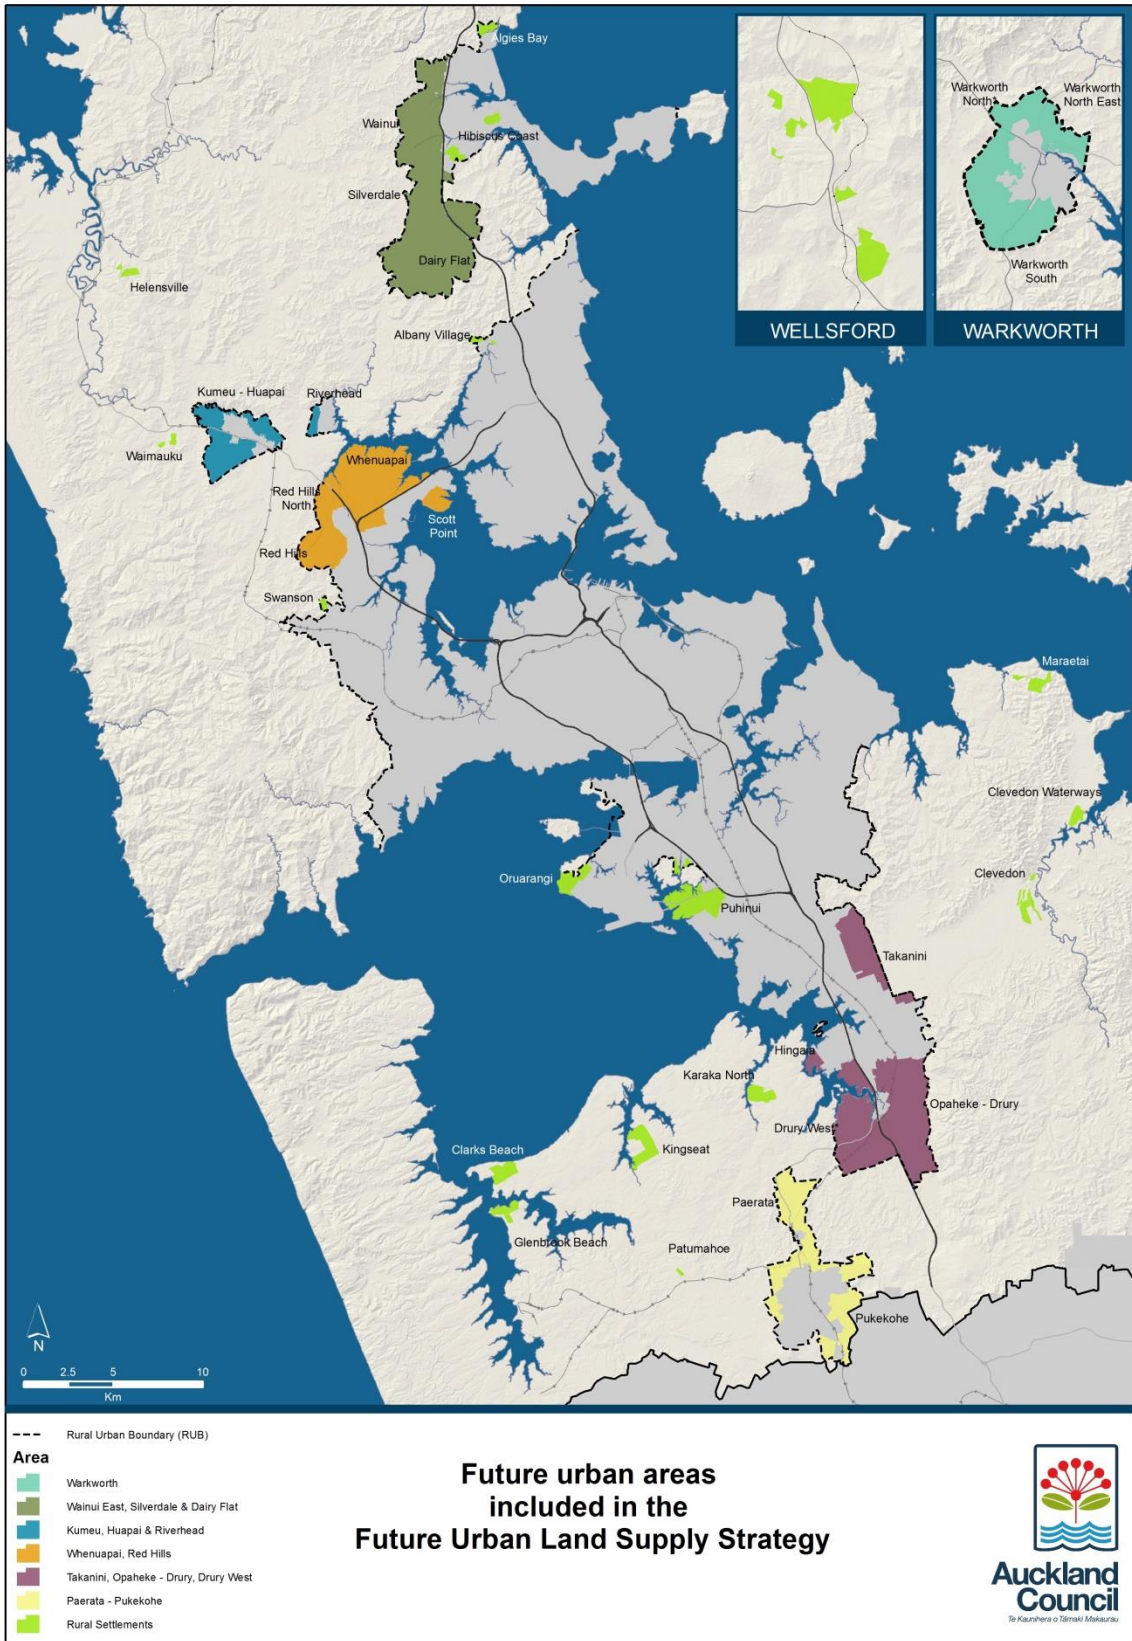 Algies Bay
Wainui
Hibiscus Coast
Silverdale
Dairy Flat
Helensville
Albany Village
WELLSFORD
Warkworth
North
Warkworth
North East
Warkworth
South
WARKWORTH
Kumeu - Huapai
Riverhead
Waimauku
Whenuapai
Red Hills
North
Scott
Point
Red Hills
Swanson
Maraetai
Clevedon Waterways
Clevedon
Oruarangi
Puhinui
Takanini
Hingaia
Karaka North
Opaheke - Drury
Drury West
Clarks Beach
Kingseat
Paerata
Glenbrook Beach
Patumahoe
Pukekohe
N
0 2.5 5 10
Km
Rural Urban Boundary (RUB)
Area
Warkworth
Wainui East, Silverdale & Dairy Flat
Kumeu, Huapai & Riverhead
Whenuapai, Red Hills
Takanini, Opaheke - Drury, Drury West
Paerata - Pukekohe
Rural Settlements
Future urban areas
included in the
Future Urban Land Supply Strategy
Auckland
Council
Te Kaunihera o Tāmaki Makaurau